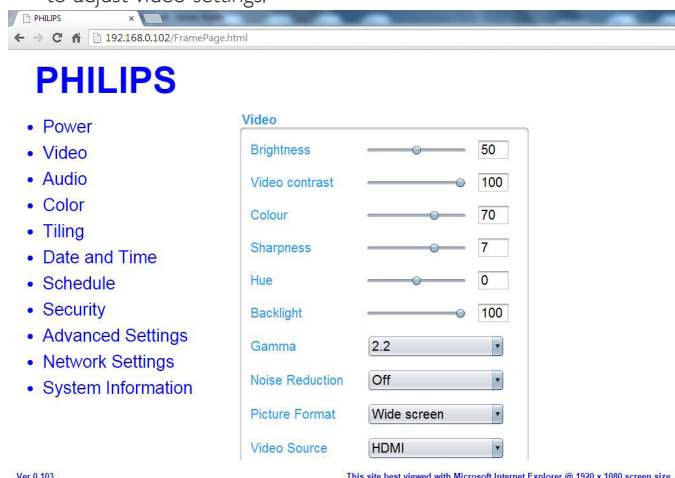 to adjust video settings.
PHILIPS
192.168.0.102/FramePage.html
PHILIPS
• Power
• Video
• Audio
• Color
• Tiling
• Date and Time
• Schedule
• Security
• Advanced Settings
• Network Settings
• System Information
Video
Brightness 50
Video contrast 100
Colour 70
Sharpness 7
Hue 0
Backlight 100
Gamma 2.2
Noise Reduction Off
Picture Format Wide screen
Video Source HDMI
Ver 0.103
This site best viewed with Microsoft Internet Explorer @ 1920 x 1080 screen size